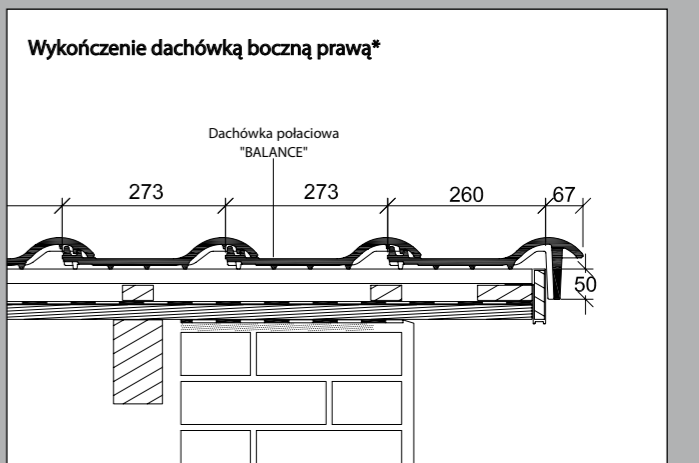 Wykończenie dachówką boczną prawą*
Dachówka połaciowa
"BALANCE"
273
273
260
67
50